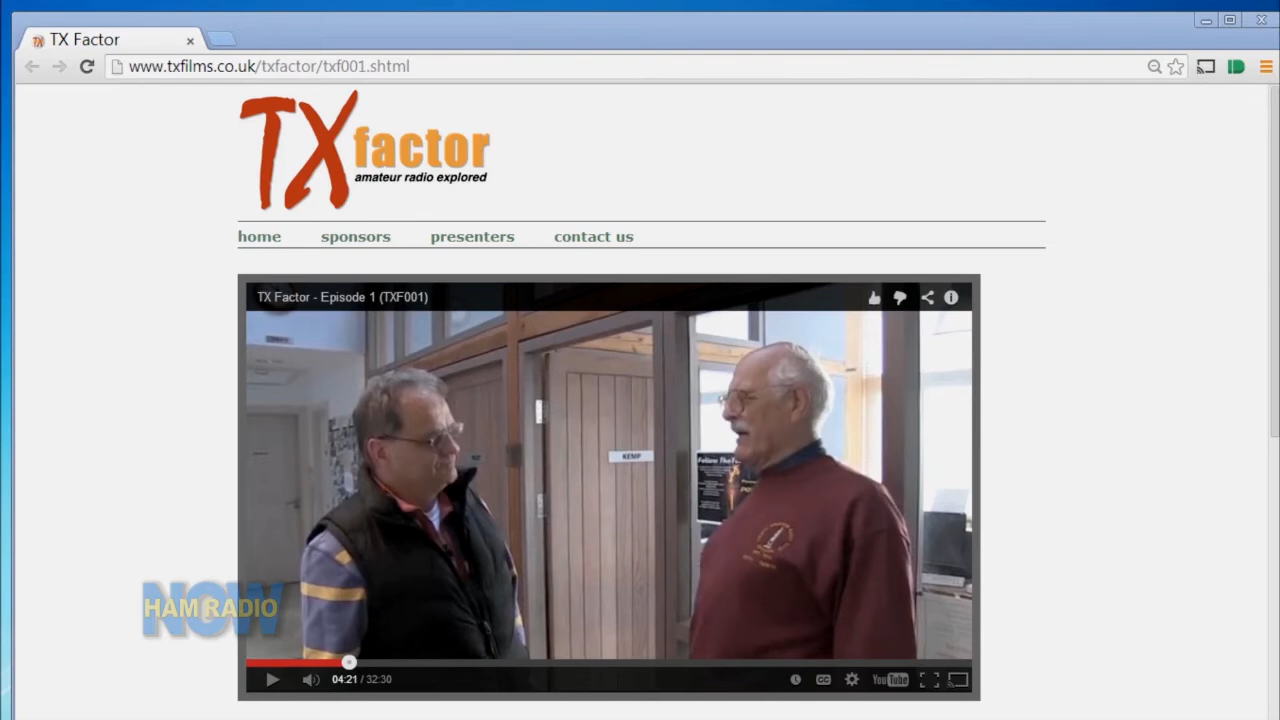 TX Factor
www.txfilms.co.uk/txfactor/txf001.shtml
TX factor
amateur radio explored
home sponsors presenters contact us
TX Factor - Episode 1 (TXF001)
KEMP
HAM RADIO
NOW
04:21 / 32:30
CC
YouTube